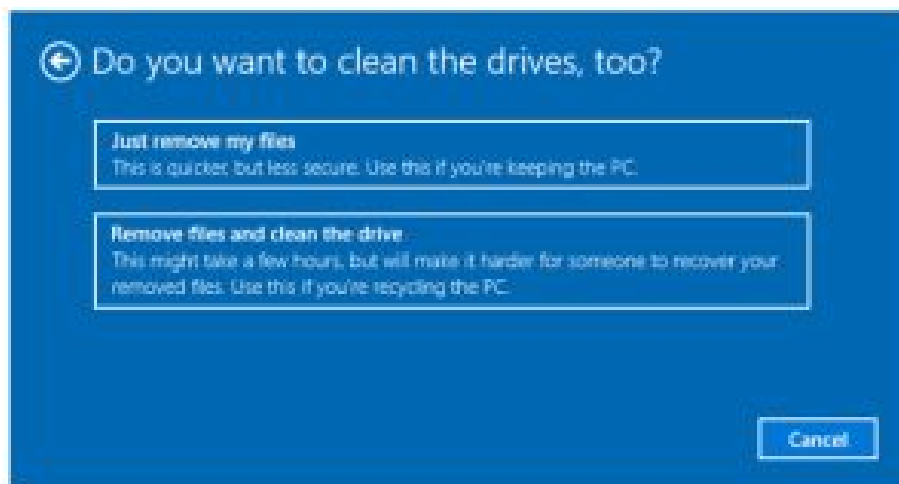 Do you want to clean the drives, too?
Just remove my files
This is quicker, but less secure. Use this if you're keeping the PC.
Remove files and clean the drive
This might take a few hours, but will make it harder for someone to recover your
removed files. Use this if you're recycling the PC.
Cancel